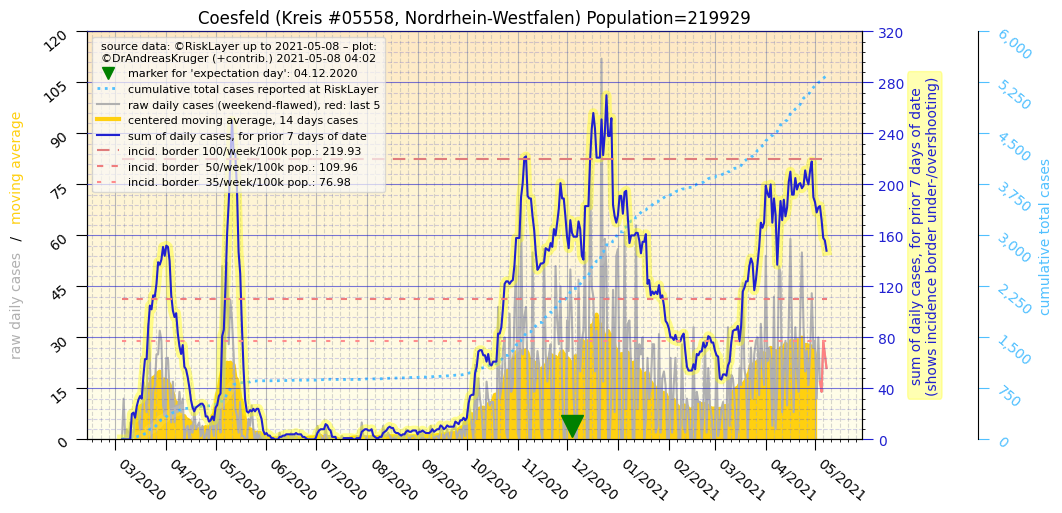 Coesfeld (Kreis #05558, Nordrhein-Westfalen) Population=219929
source data: ©RiskLayer up to 2021-05-08 – plot:
©DrAndreasKruger (+contrib.) 2021-05-08 04:02
marker for 'expectation day': 04.12.2020
cumulative total cases reported at RiskLayer
raw daily cases (weekend-flawed), red: last 5
centered moving average, 14 days cases
sum of daily cases, for prior 7 days of date
incid. border 100/week/100k pop.: 219.93
incid. border  50/week/100k pop.: 109.96
incid. border  35/week/100k pop.: 76.98
raw daily cases / moving average
120
105
90
75
60
45
30
15
0
03/2020
04/2020
05/2020
06/2020
07/2020
08/2020
09/2020
10/2020
11/2020
12/2020
01/2021
02/2021
03/2021
04/2021
05/2021
320
280
240
200
160
120
80
40
0
sum of daily cases, for prior 7 days of date
(shows incidence border under-/overshooting)
6,000
5,250
4,500
3,750
3,000
2,250
1,500
750
0
cumulative total cases